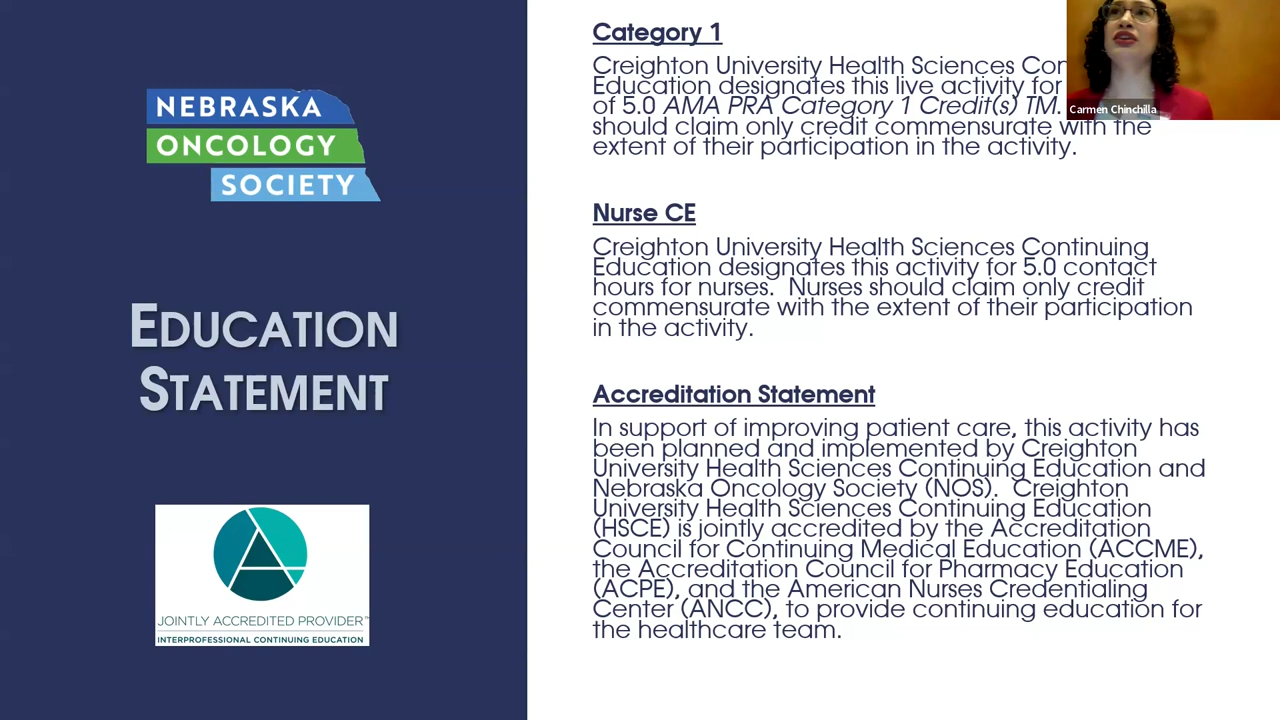 NEBRASKA
ONCOLOGY
SOCIETY
EDUCATION
STATEMENT
JOINTLY ACCREDITED PROVIDER™
INTERPROFESSIONAL CONTINUING EDUCATION
Category 1
Creighton University Health Sciences
Education designates this live activity for
of 5.0 AMA PRA Category 1 Credit(s) TM.
should claim only credit commensurate with the
extent of their participation in the activity.
Nurse CE
Creighton University Health Sciences Continuing
Education designates this activity for 5.0 contact
hours for nurses. Nurses should claim only credit
commensurate with the extent of their participation
in the activity.
Accreditation Statement
In support of improving patient care, this activity has
been planned and implemented by Creighton
University Health Sciences Continuing Education and
Nebraska Oncology Society (NOS). Creighton
University Health Sciences Continuing Education
(HSCE) is jointly accredited by the Accreditation
Council for Continuing Medical Education (ACCME),
the Accreditation Council for Pharmacy Education
(ACPE), and the American Nurses Credentialing
Center (ANCC), to provide continuing education for
the healthcare team.
Carmen Chinchilla